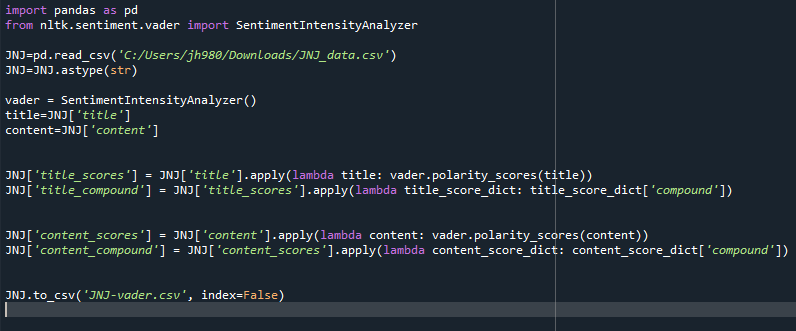 import pandas as pd
from nltk.sentiment.vader import SentimentIntensityAnalyzer
JNJ=pd.read_csv('C:/Users/jh980/Downloads/JNJ_data.csv')
JNJ=JNJ.astype(str)
vader = SentimentIntensityAnalyzer()
title=JNJ['title']
content=JNJ['content']
JNJ['title_scores'] = JNJ['title'].apply(lambda title: vader.polarity_scores(title))
JNJ['title_compound'] = JNJ['title_scores'].apply(lambda title_score_dict: title_score_dict['compound'])
JNJ['content_scores'] = JNJ['content'].apply(lambda content: vader.polarity_scores(content))
JNJ['content_compound'] = JNJ['content_scores'].apply(lambda content_score_dict: content_score_dict['compound'])
JNJ.to_csv('JNJ-vader.csv', index=False)